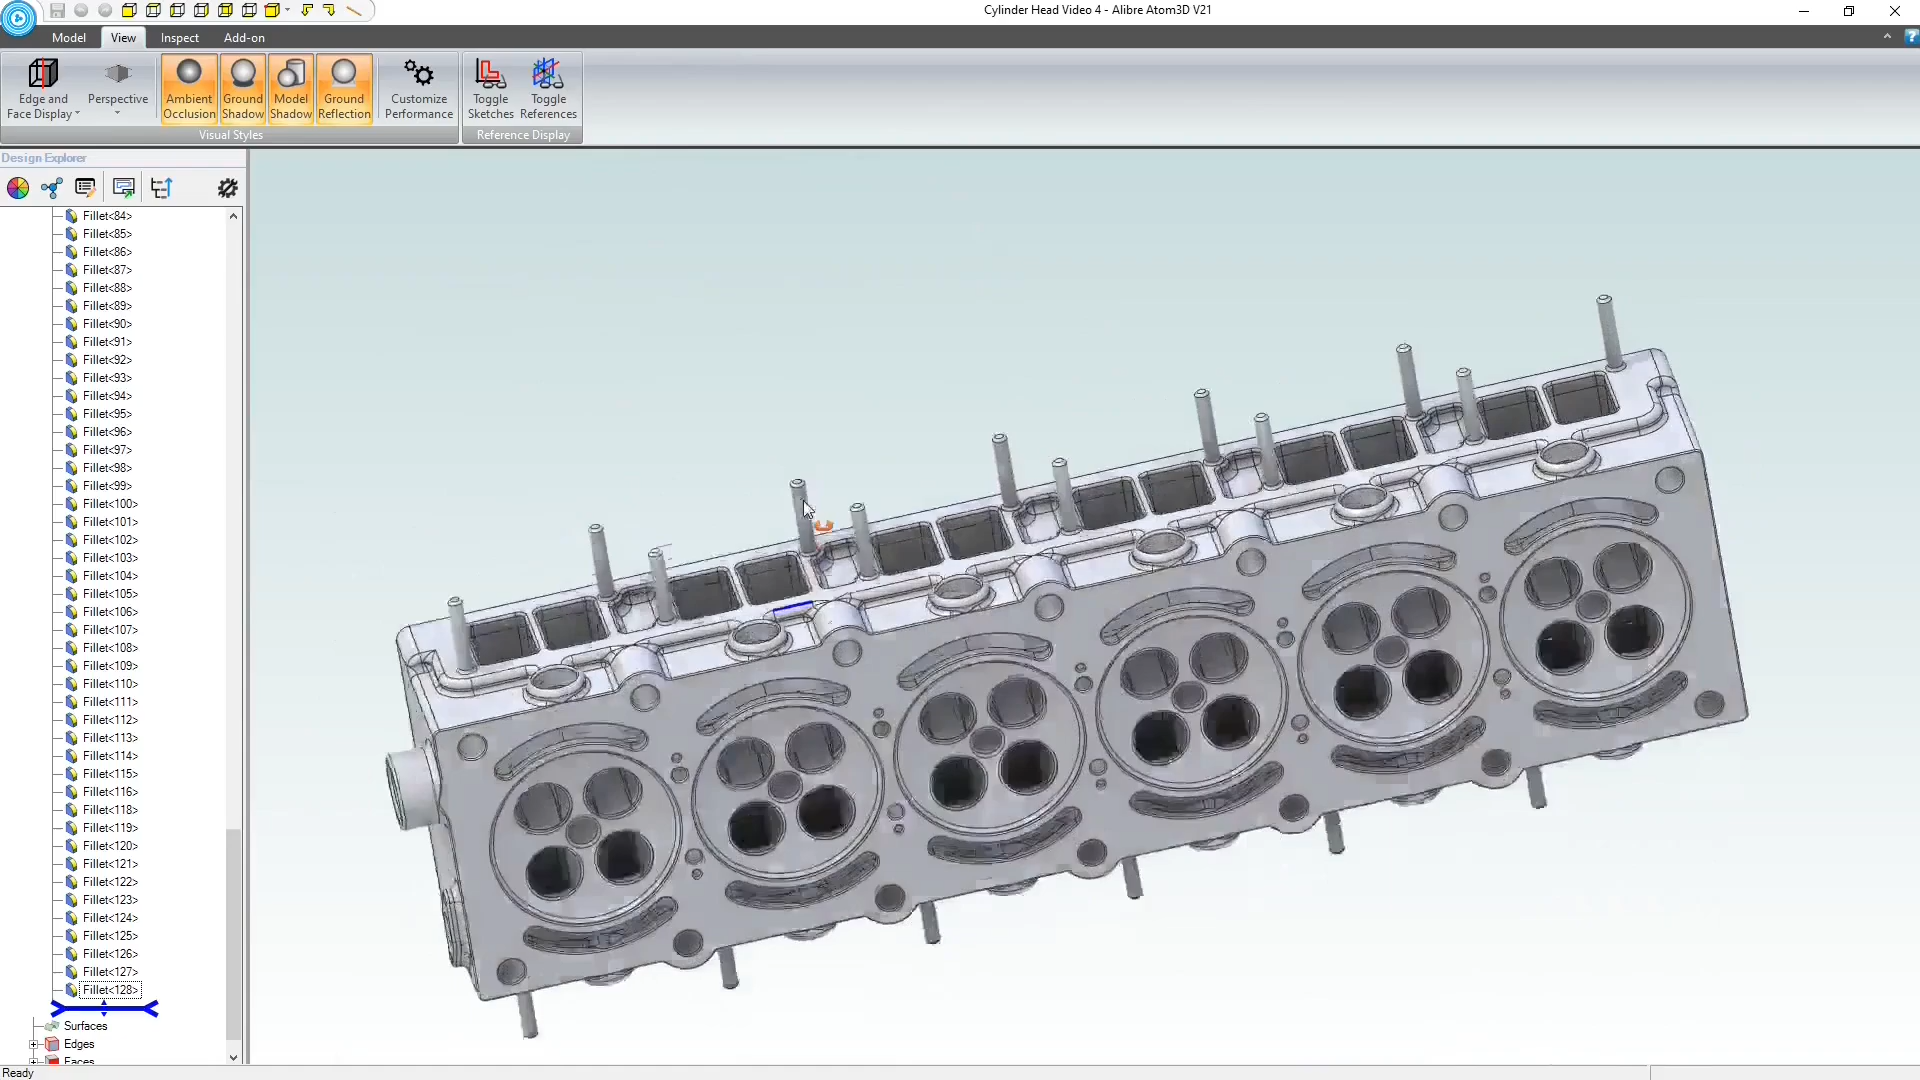 Cylinder Head Video 4 - Alibre Atom3D V21
Model
View
Inspect
Add-on
?
Edge and
Face Display
Perspective
Ambient
Occlusion
Ground
Shadow
Model
Shadow
Ground
Reflection
Customize
Performance
Toggle
Sketches
Toggle
References
Visual Styles
Reference Display
Design Explorer
Fillet<84>
Fillet<85>
Fillet<86>
Fillet<87>
Fillet<88>
Fillet<89>
Fillet<90>
Fillet<91>
Fillet<92>
Fillet<93>
Fillet<94>
Fillet<95>
Fillet<96>
Fillet<97>
Fillet<98>
Fillet<99>
Fillet<100>
Fillet<101>
Fillet<102>
Fillet<103>
Fillet<104>
Fillet<105>
Fillet<106>
Fillet<107>
Fillet<108>
Fillet<109>
Fillet<110>
Fillet<111>
Fillet<112>
Fillet<113>
Fillet<114>
Fillet<115>
Fillet<116>
Fillet<118>
Fillet<119>
Fillet<120>
Fillet<121>
Fillet<122>
Fillet<123>
Fillet<124>
Fillet<125>
Fillet<126>
Fillet<127>
Fillet<128>
Surfaces
Edges
Faces
Ready